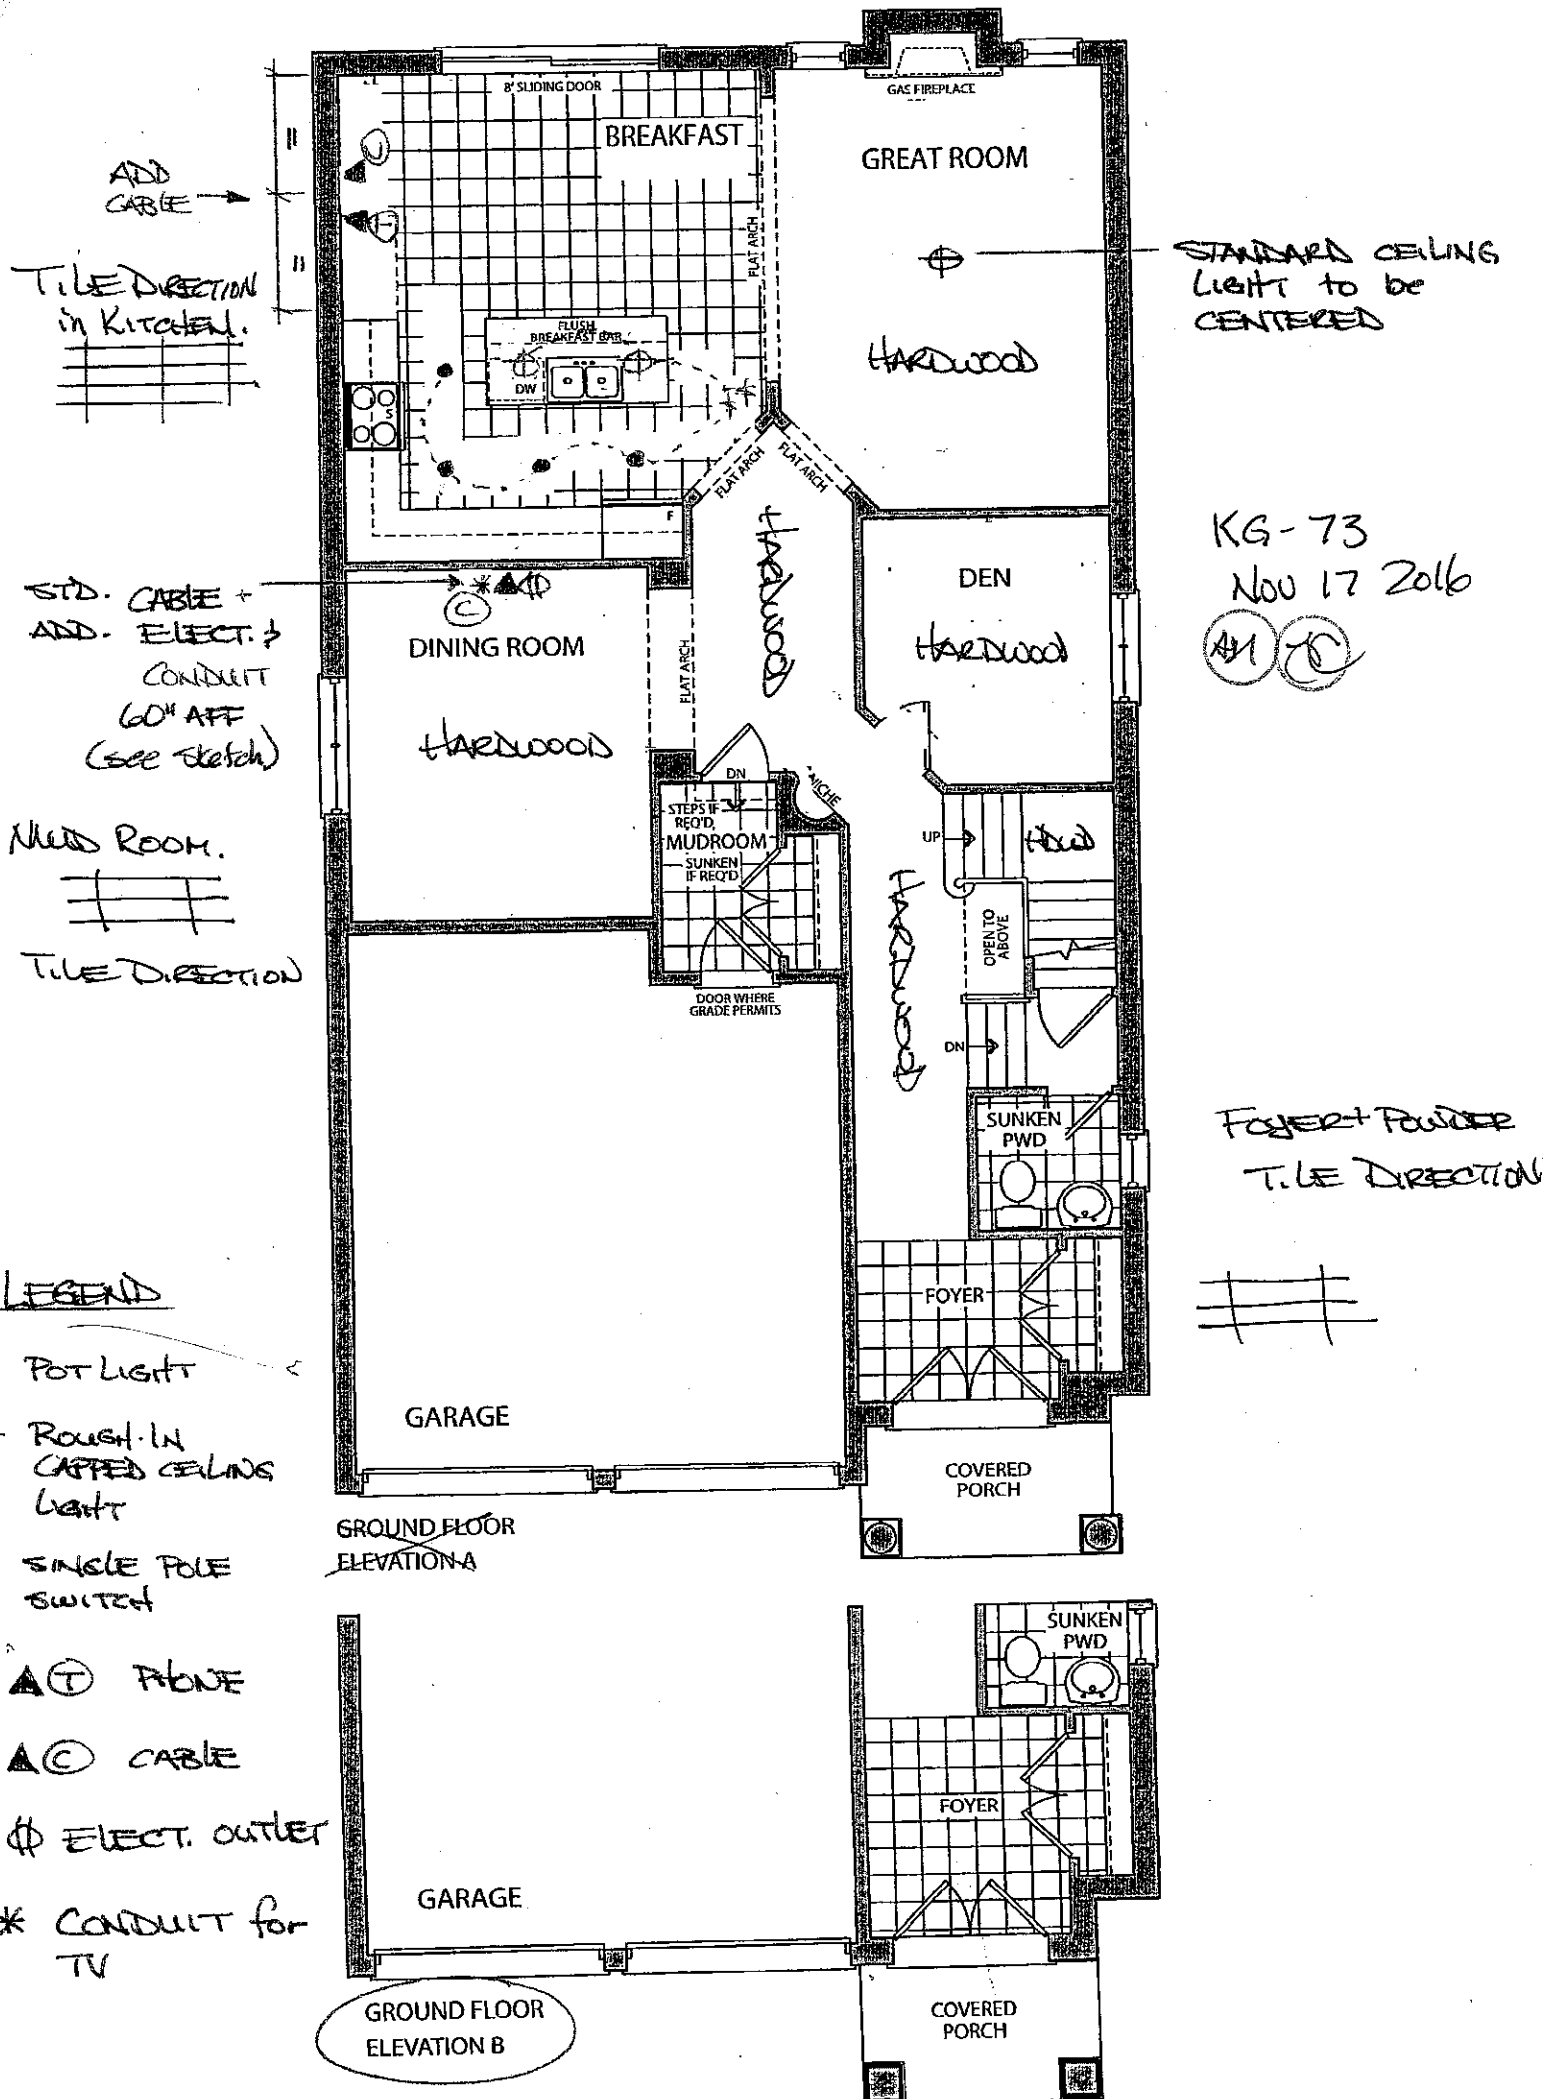 8' SLIDING DOOR
GAS FIREPLACE
BREAKFAST
GREAT ROOM
ADD
CABLE
C
T
FLAT ARCH
STANDARD CEILING
LIGHT to be
CENTERED
TILE DIRECTION
in KITCHEN.
FLUSH
BREAKFAST BAR
DW
S
HARDWOOD
FLAT ARCH
FLAT ARCH
F
HARDWOOD
KG-73
NOV 17 2016
DEN
HARDWOOD
STD. CABLE +
ADD. ELECT. &
CONDUIT
60" AFF
(see sketch)
C
DINING ROOM
HARDWOOD
FLAT ARCH
DN
NICHE
STEPS IF
REQ'D
MUDROOM
SUNKEN
IF REQ'D
UP
HDWD
MUD ROOM.
TILE DIRECTION
HARDWOOD
OPEN TO
ABOVE
DOOR WHERE
GRADE PERMITS
DN
SUNKEN
PWD
FOYER + POWDER
TILE DIRECTION
FOYER
LEGEND
POT LIGHT
ROUGH-IN
CAPPED CEILING
LIGHT
SINGLE POLE
SWITCH
T PHONE
C CABLE
ELECT. OUTLET
* CONDUIT for
TV
GARAGE
COVERED
PORCH
GROUND FLOOR
ELEVATION A
SUNKEN
PWD
FOYER
GARAGE
GROUND FLOOR
ELEVATION B
COVERED
PORCH